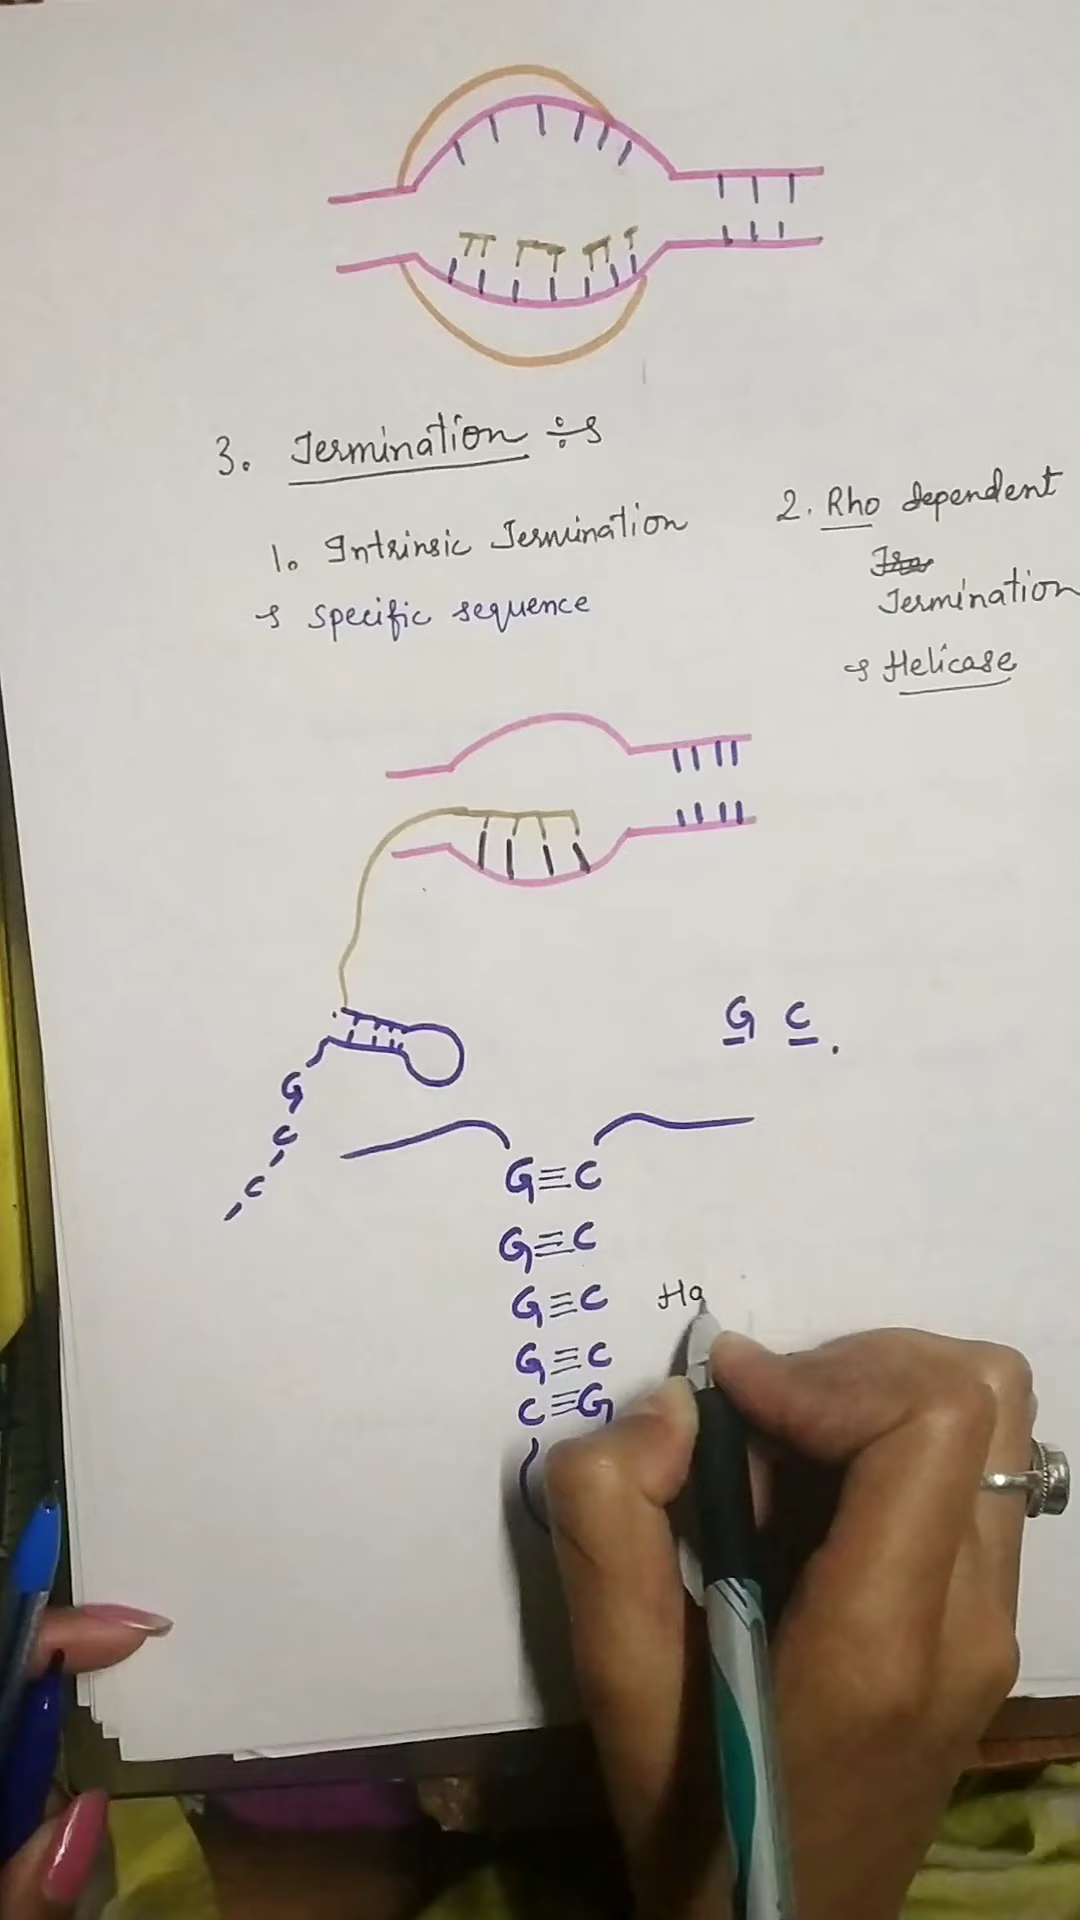 3. Termination :-
1. Intrinsic Termination
→ Specific sequence
2. Rho dependent
Termination
→ Helicase
G C .
G
C
C
G≡C
G≡C
G≡C
Ha
G≡C
C≡G